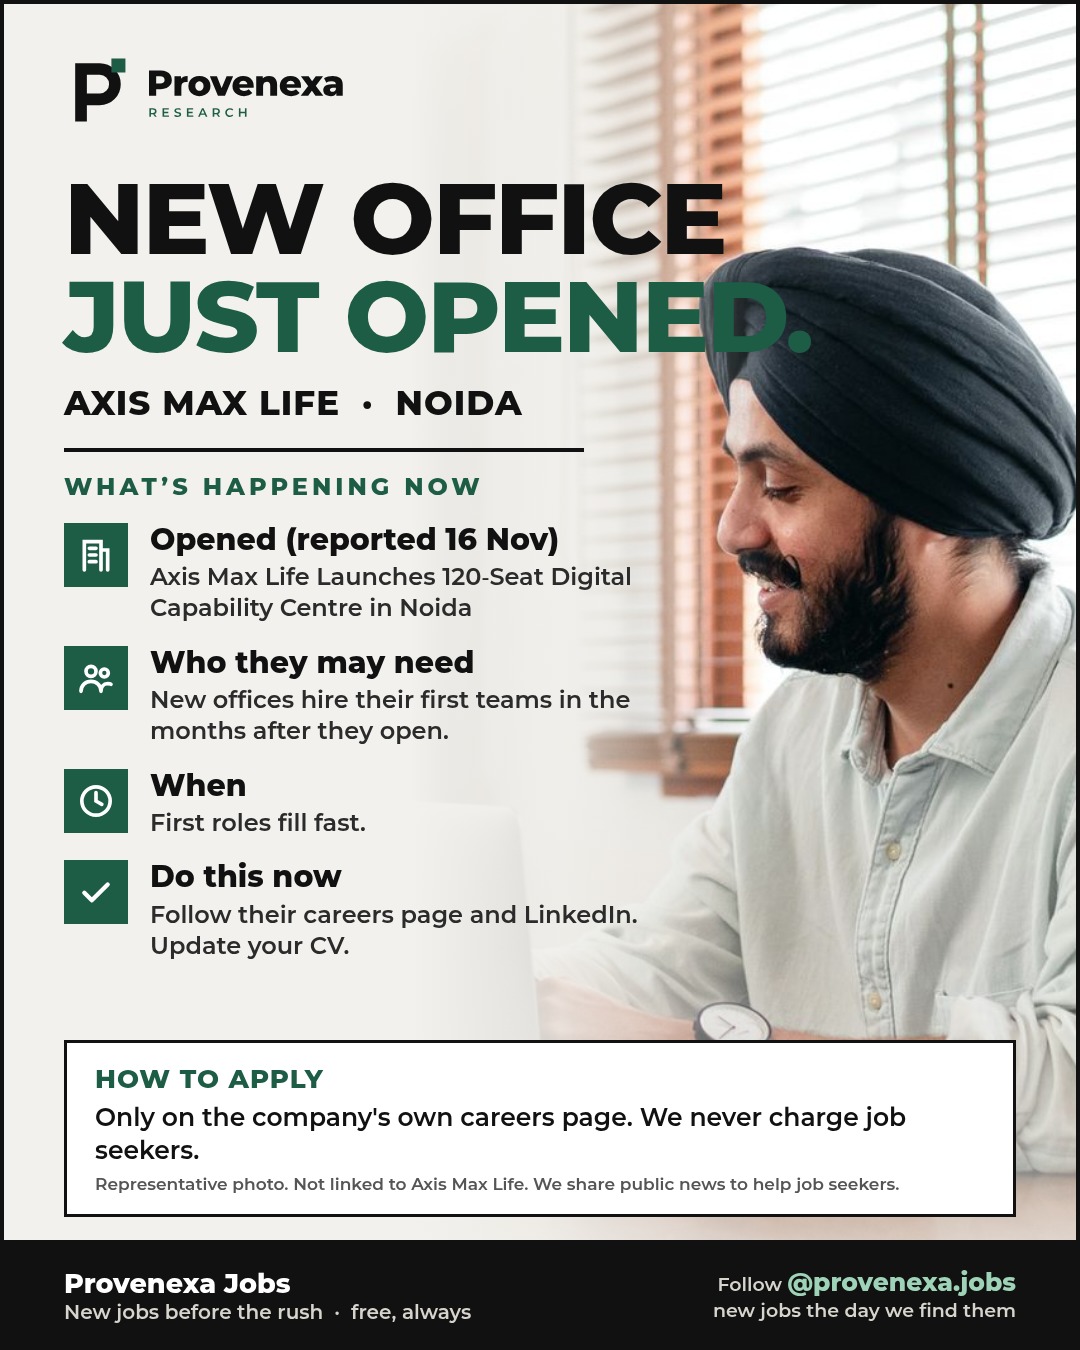 Provenexa
RESEARCH
NEW OFFICE
JUST OPENED.
AXIS MAX LIFE · NOIDA
WHAT’S HAPPENING NOW
Opened (reported 16 Nov)
Axis Max Life Launches 120-Seat Digital
Capability Centre in Noida
Who they may need
New offices hire their first teams in the
months after they open.
When
First roles fill fast.
Do this now
Follow their careers page and LinkedIn.
Update your CV.
HOW TO APPLY
Only on the company's own careers page. We never charge job
seekers.
Representative photo. Not linked to Axis Max Life. We share public news to help job seekers.
Provenexa Jobs
New jobs before the rush · free, always
Follow @provenexa.jobs
new jobs the day we find them